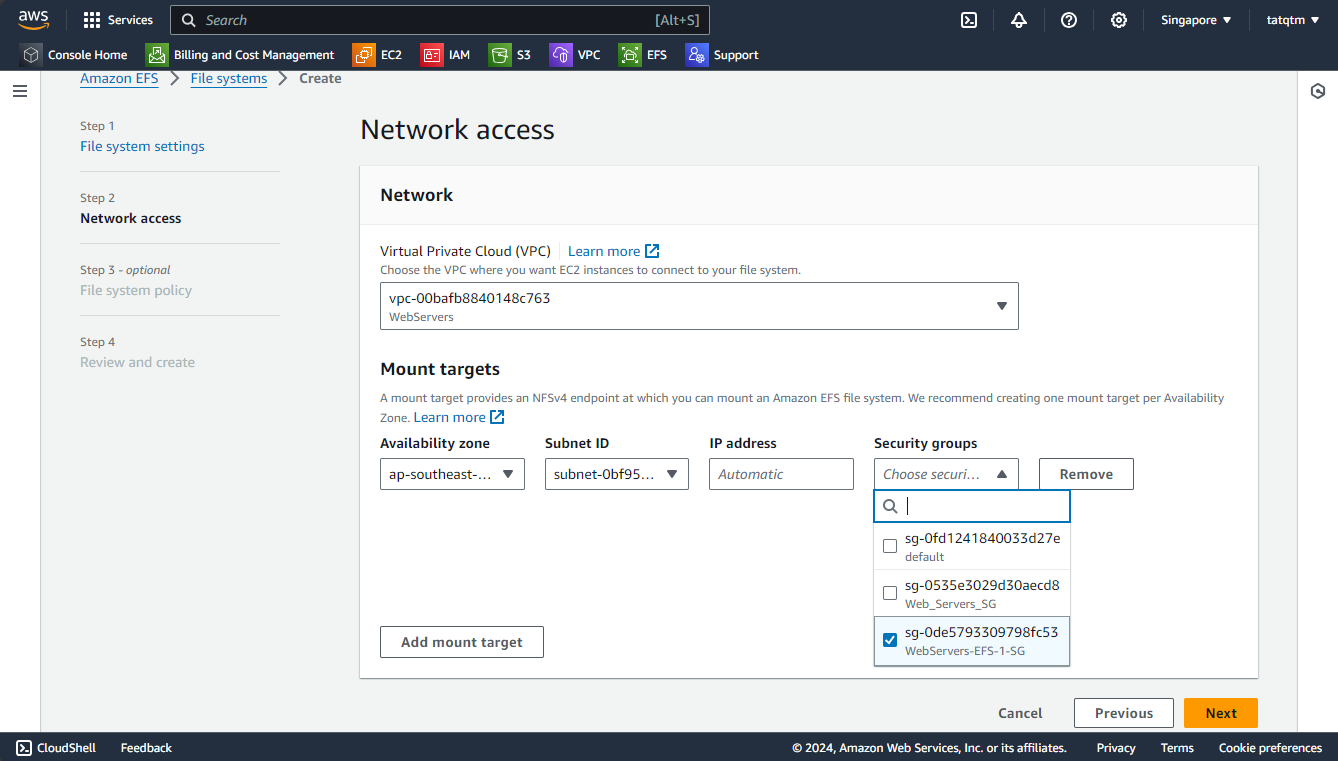 aws
Services
Search
[Alt+S]
Singapore
tatqtm
Console Home
Billing and Cost Management
EC2
IAM
S3
VPC
EFS
Support
Amazon EFS
File systems
Create
Step 1
File system settings
Step 2
Network access
Step 3 - optional
File system policy
Step 4
Review and create
Network access
Network
Virtual Private Cloud (VPC)
Learn more
Choose the VPC where you want EC2 instances to connect to your file system.
vpc-00bafb8840148c763
WebServers
Mount targets
A mount target provides an NFSv4 endpoint at which you can mount an Amazon EFS file system. We recommend creating one mount target per Availability
Zone. Learn more
Availability zone
Subnet ID
IP address
Security groups
ap-southeast-...
subnet-0bf95...
Automatic
Choose securi...
Remove
sg-0fd1241840033d27e
default
sg-0535e3029d30aecd8
Web_Servers_SG
sg-0de5793309798fc53
WebServers-EFS-1-SG
Add mount target
Cancel
Previous
Next
CloudShell
Feedback
© 2024, Amazon Web Services, Inc. or its affiliates.
Privacy
Terms
Cookie preferences